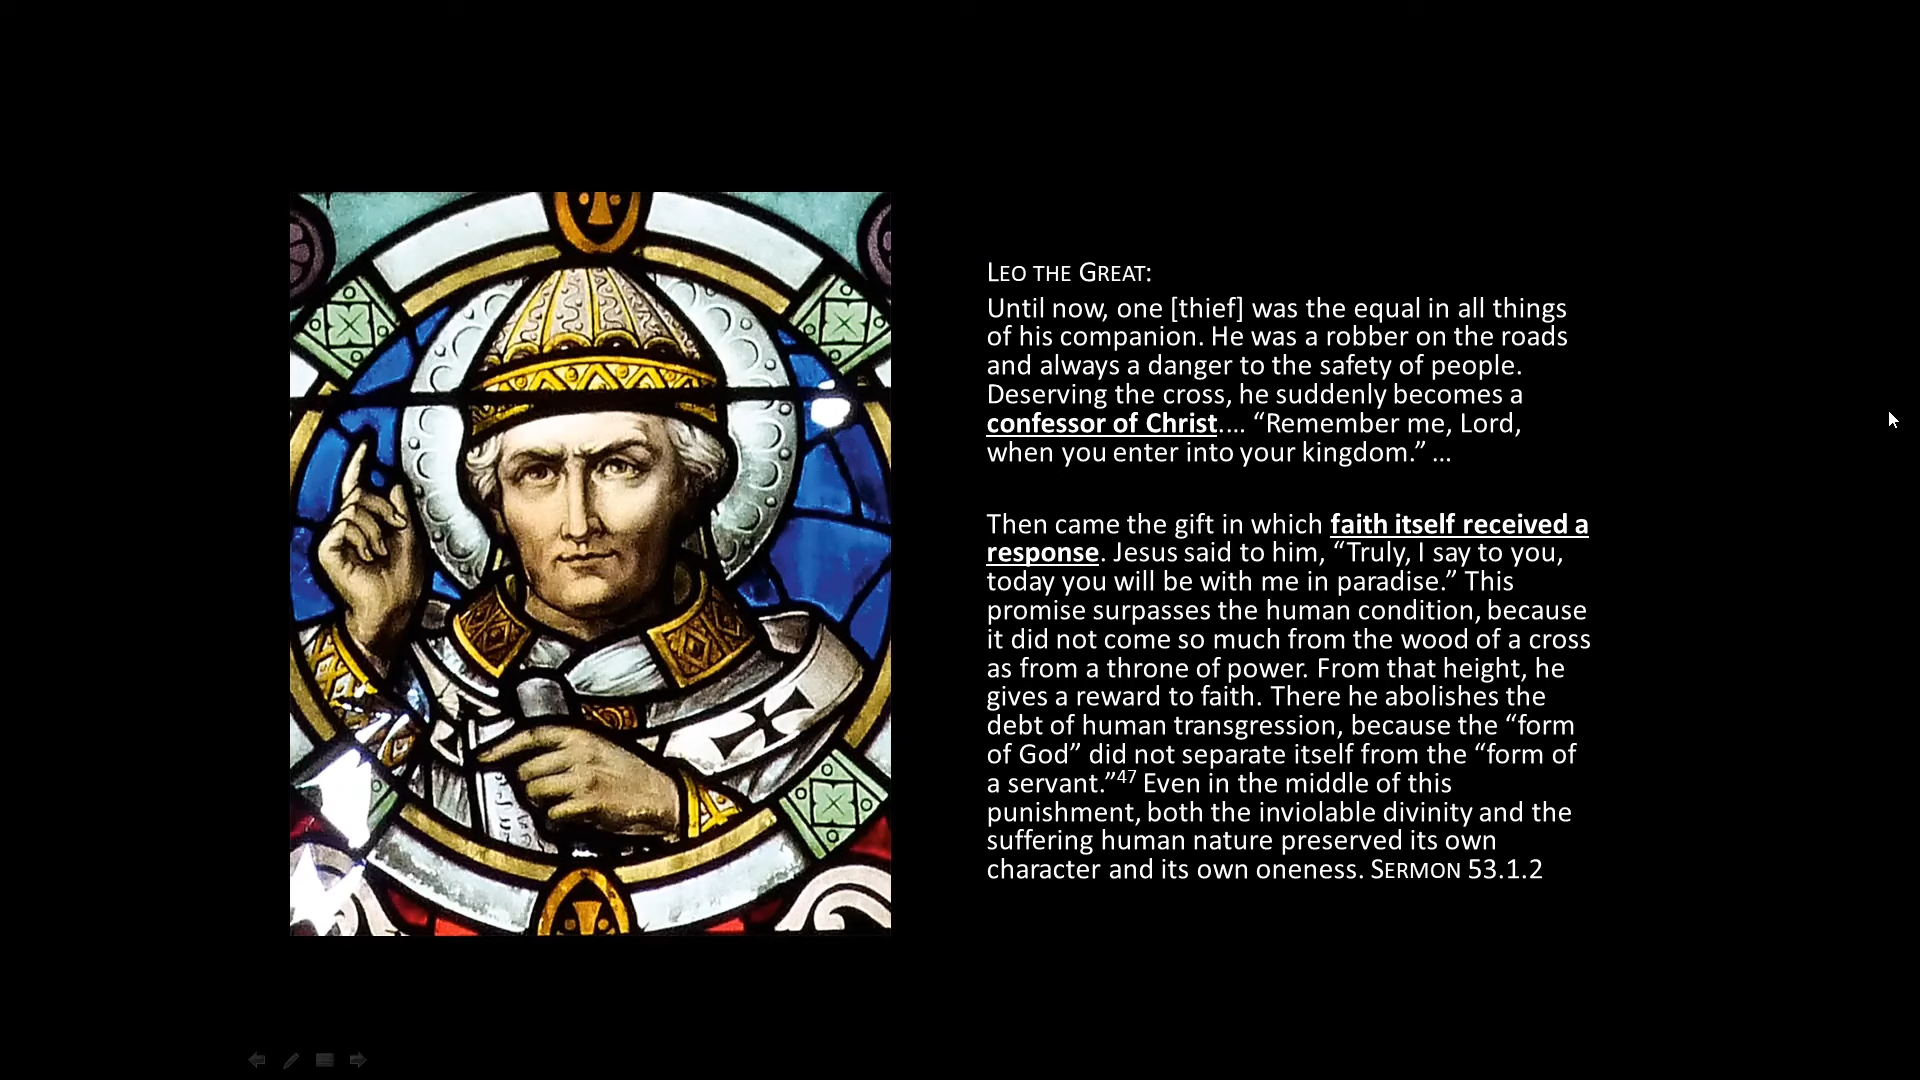 LEO THE GREAT:
Until now, one [thief] was the equal in all things
of his companion. He was a robber on the roads
and always a danger to the safety of people.
Deserving the cross, he suddenly becomes a
confessor of Christ.… “Remember me, Lord,
when you enter into your kingdom.” …
Then came the gift in which faith itself received a
response. Jesus said to him, “Truly, I say to you,
today you will be with me in paradise.” This
promise surpasses the human condition, because
it did not come so much from the wood of a cross
as from a throne of power. From that height, he
gives a reward to faith. There he abolishes the
debt of human transgression, because the “form
of God” did not separate itself from the “form of
a servant.”47 Even in the middle of this
punishment, both the inviolable divinity and the
suffering human nature preserved its own
character and its own oneness. SERMON 53.1.2